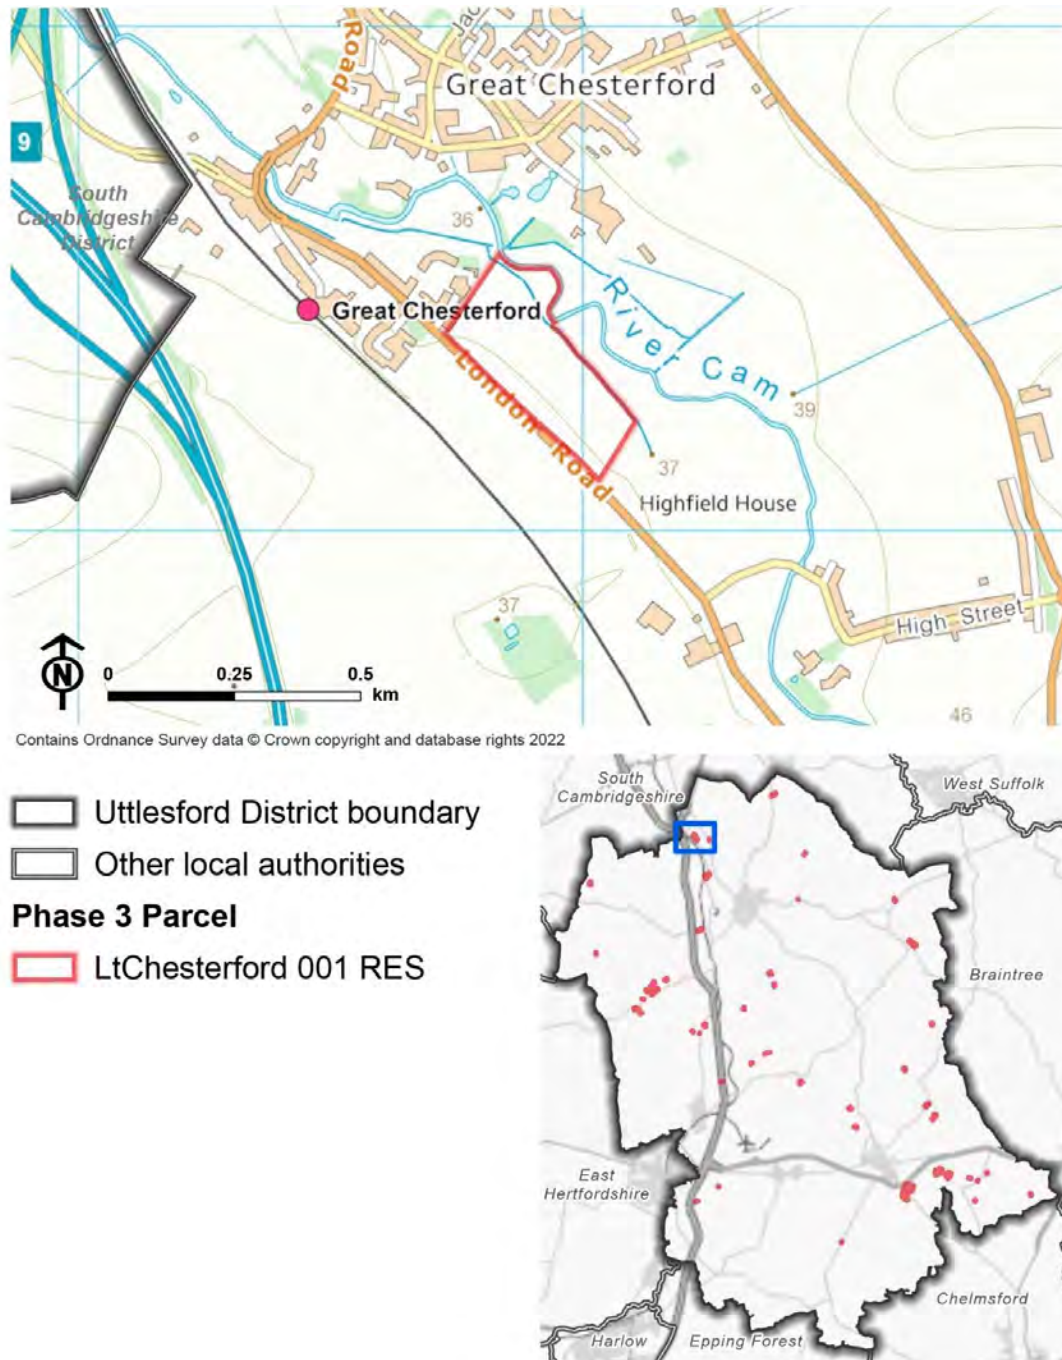 Road
Jac
Great Chesterford
9
South
Cambridgeshire
District
36
Great Chesterford
River Cam
39
London Road
37
Highfield House
37
High Street
46
N
0 0.25 0.5
km
Contains Ordnance Survey data © Crown copyright and database rights 2022
Uttlesford District boundary
Other local authorities
Phase 3 Parcel
LtChesterford 001 RES
South
Cambridgeshire
West Suffolk
Braintree
East
Hertfordshire
Chelmsford
Harlow
Epping Forest